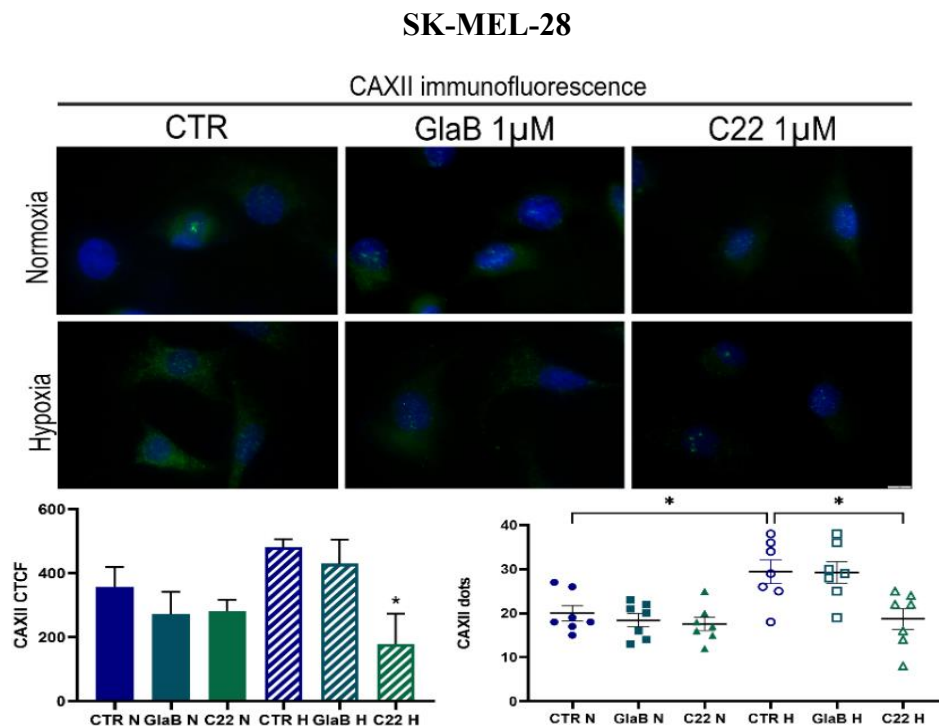 SK-MEL-28
CAXII immunofluorescence
CTR GlaB 1µM C22 1µM
Normoxia
Hypoxia
600
400
200
0
CAXII CTCF
*
CTR N GlaB N C22 N CTR H GlaB H C22 H
* *
40
30
20
10
0
CAXII dots
CTR N GlaB N C22 N CTR H GlaB H C22 H